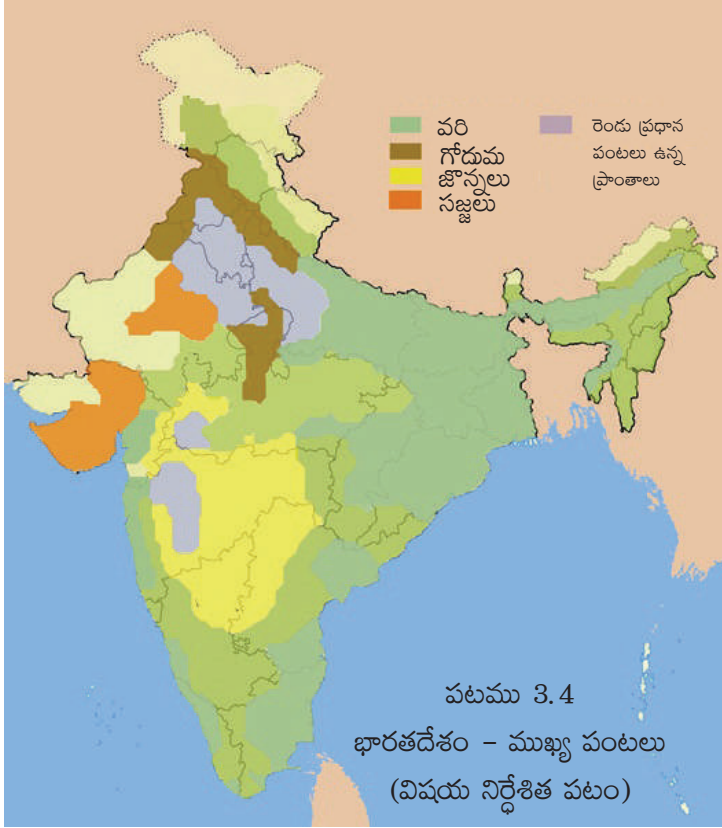 వరి
గోదుమ
జొన్నలు
సజ్జలు
రెండు ప్రధాన
పంటలు ఉన్న
ప్రాంతాలు
పటము 3.4
భారతదేశం - ముఖ్య పంటలు
(విషయ నిర్ధేశిత పటం)